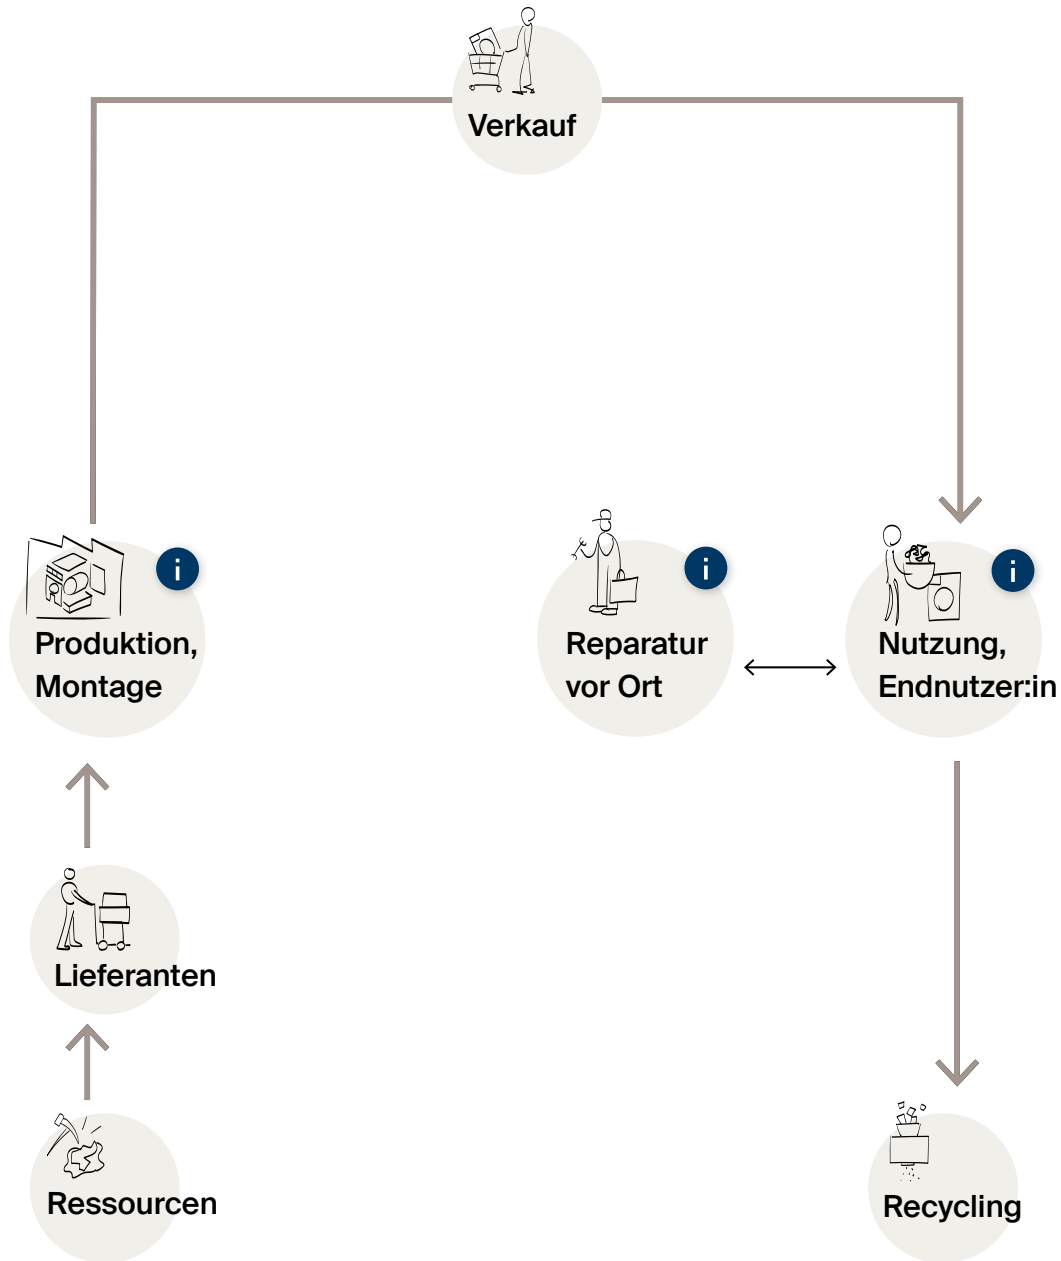 Verkauf
i
Produktion,
Montage
i
Reparatur
vor Ort
i
Nutzung,
Endnutzer:in
Lieferanten
Ressourcen
Recycling